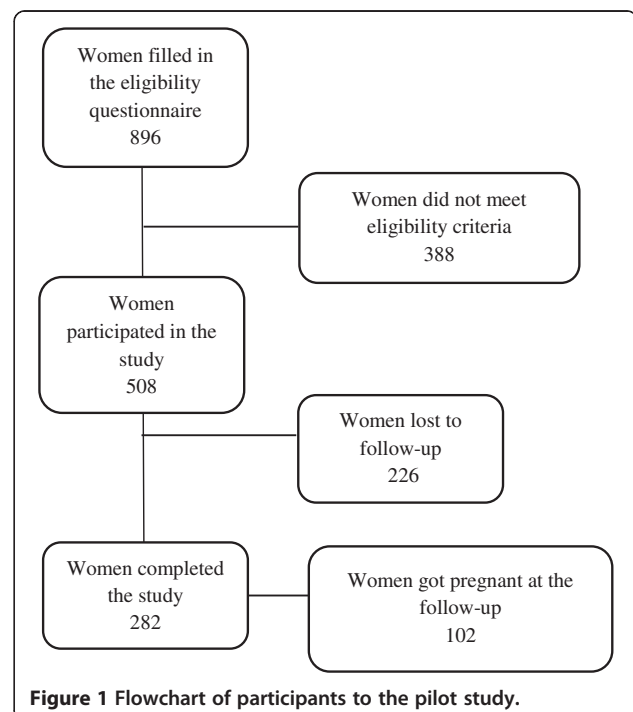 Women filled in
the eligibility
questionnaire
896
Women did not meet
eligibility criteria
388
Women
participated in the
study
508
Women lost to
follow-up
226
Women completed
the study
282
Women got pregnant at the
follow-up
102
Figure 1 Flowchart of participants to the pilot study.